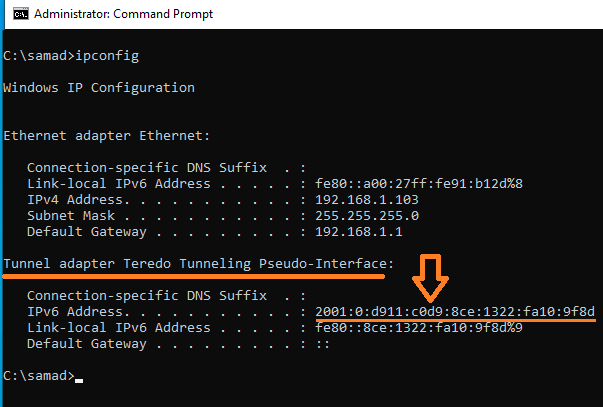 Administrator: Command Prompt
C:\samad>ipconfig
Windows IP Configuration
Ethernet adapter Ethernet:
Connection-specific DNS Suffix  . :
Link-local IPv6 Address . . . . . : fe80::a00:27ff:fe91:b12d%8
IPv4 Address. . . . . . . . . . . : 192.168.1.103
Subnet Mask . . . . . . . . . . . : 255.255.255.0
Default Gateway . . . . . . . . . : 192.168.1.1
Tunnel adapter Teredo Tunneling Pseudo-Interface:
Connection-specific DNS Suffix  . :
IPv6 Address. . . . . . . . . . . : 2001:0:d911:c0d9:8ce:1322:fa10:9f8d
Link-local IPv6 Address . . . . . : fe80::8ce:1322:fa10:9f8d%9
Default Gateway . . . . . . . . . : ::
C:\samad>